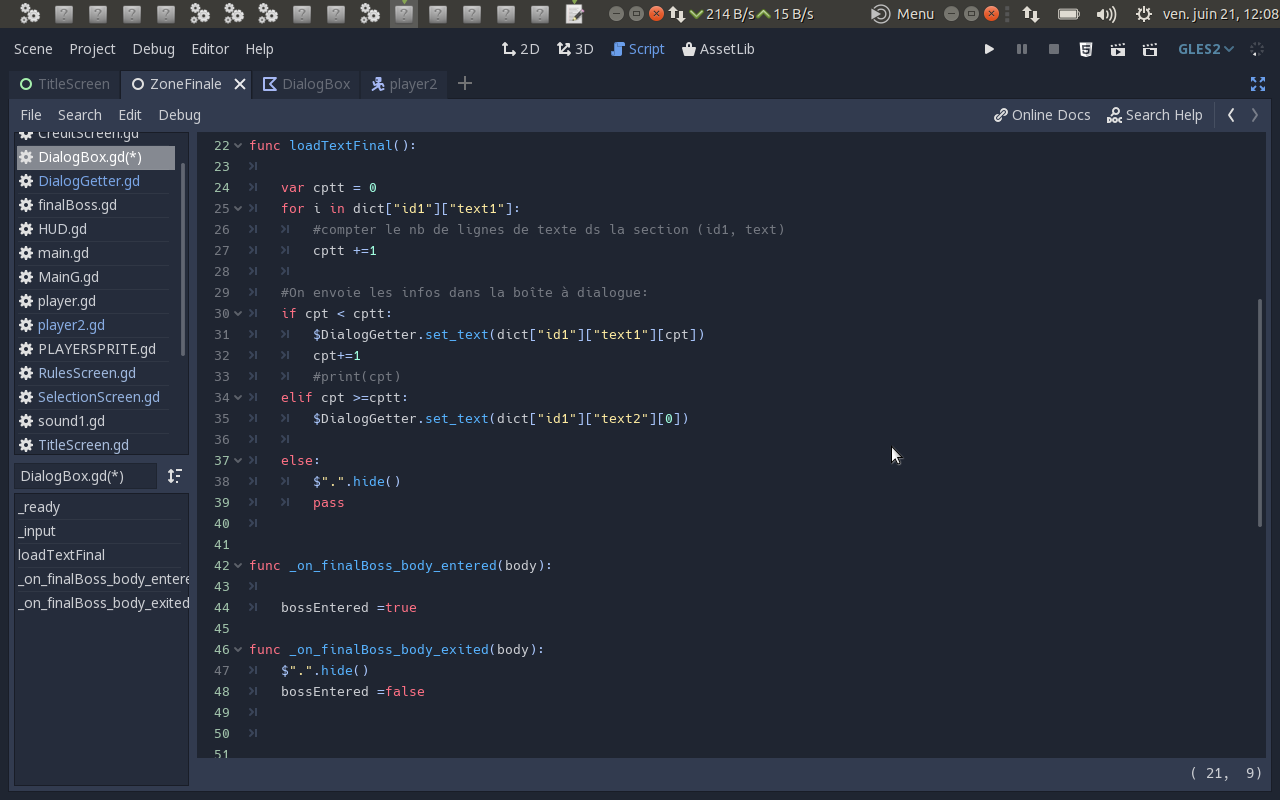 214 B/s 15 B/s Menu ven. juin 21, 12:08
Scene Project Debug Editor Help 2D 3D Script AssetLib GLES2
TitleScreen ZoneFinale DialogBox player2
File Search Edit Debug Online Docs Search Help
CreditScreen.gd
DialogBox.gd(*)
DialogGetter.gd
finalBoss.gd
HUD.gd
main.gd
MainG.gd
player.gd
player2.gd
PLAYERSPRITE.gd
RulesScreen.gd
SelectionScreen.gd
sound1.gd
TitleScreen.gd
DialogBox.gd(*)
_ready
_input
loadTextFinal
_on_finalBoss_body_entere
_on_finalBoss_body_exited
22 func loadTextFinal():
23
24 var cptt = 0
25 for i in dict["id1"]["text1"]:
26 #compter le nb de lignes de texte ds la section (id1, text)
27 cptt +=1
28
29 #On envoie les infos dans la boîte à dialogue:
30 if cpt < cptt:
31 $DialogGetter.set_text(dict["id1"]["text1"][cpt])
32 cpt+=1
33 #print(cpt)
34 elif cpt >=cptt:
35 $DialogGetter.set_text(dict["id1"]["text2"][0])
36
37 else:
38 $".".hide()
39 pass
40
41
42 func _on_finalBoss_body_entered(body):
43
44 bossEntered =true
45
46 func _on_finalBoss_body_exited(body):
47 $".".hide()
48 bossEntered =false
49
50
51
( 21, 9)